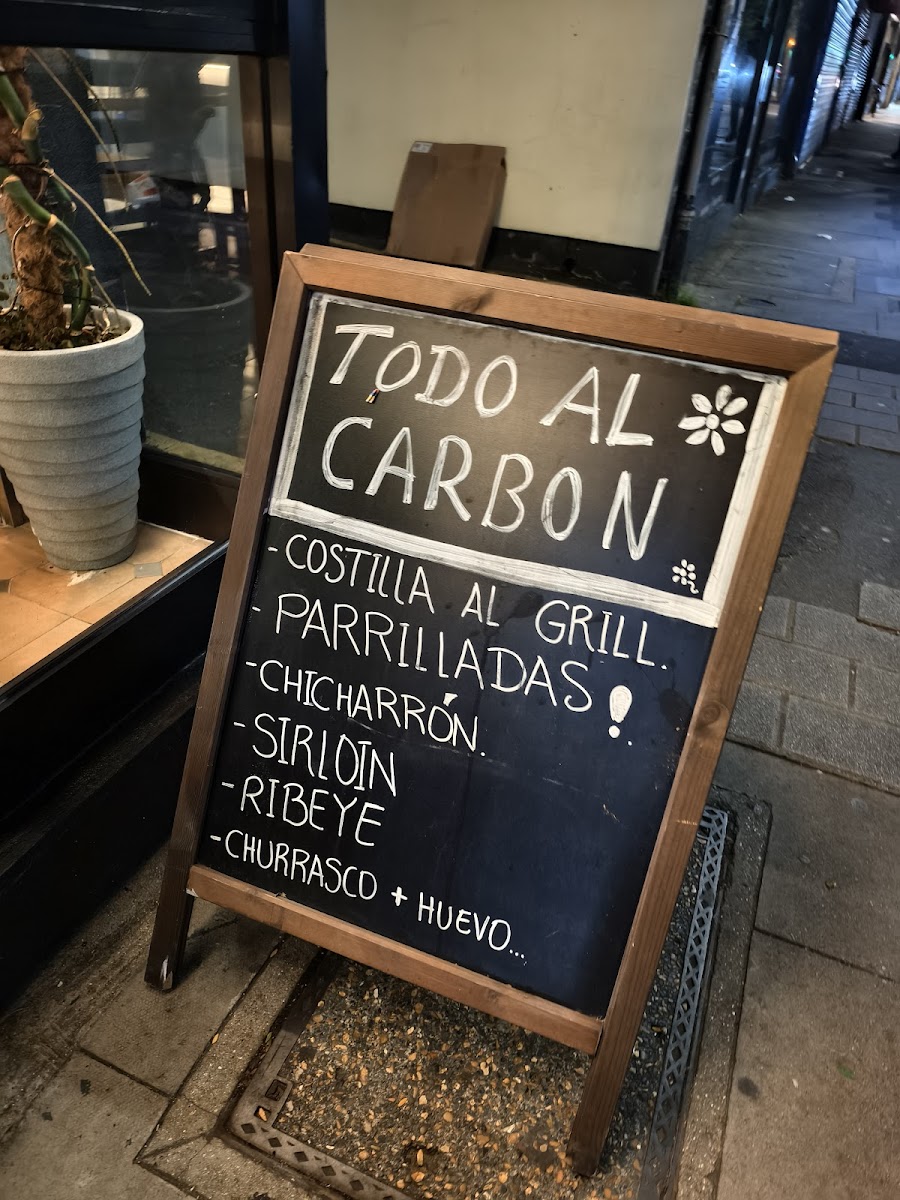 TODO AL
CARBON
- COSTILLA AL GRILL.
- PARRILLADAS!
- CHICHARRÓN.
- SIRLOIN
- RIBEYE
- CHURRASCO + HUEVO...